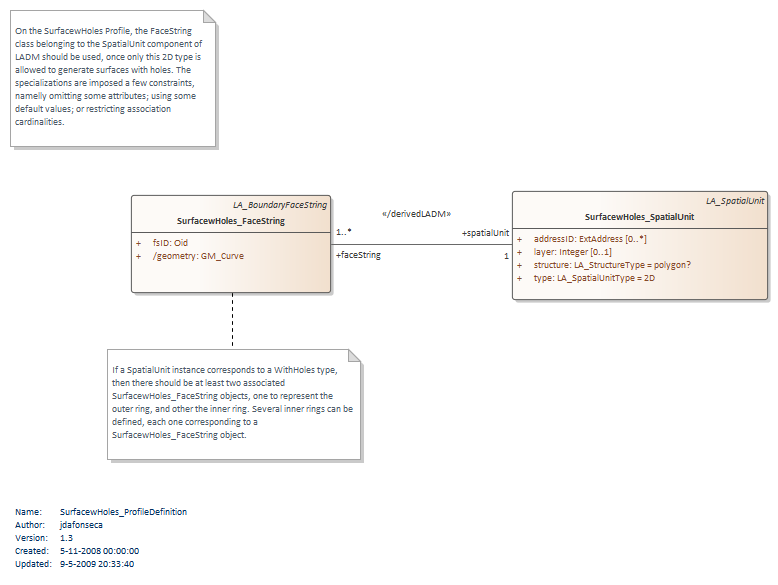 On the SurfacewHoles Profile, the FaceString
class belonging to the SpatialUnit component of
LADM should be used, once only this 2D type is
allowed to generate surfaces with holes. The
specializations are imposed a few constraints,
namelly omitting some attributes; using some
default values; or restricting association
cardinalities.
LA_BoundaryFaceString
SurfacewHoles_FaceString
+ fsID: Oid
+ /geometry: GM_Curve
«/derivedLADM»
1..*
+faceString
+spatialUnit
1
LA_SpatialUnit
SurfacewHoles_SpatialUnit
+ addressID: ExtAddress [0..*]
+ layer: Integer [0..1]
+ structure: LA_StructureType = polygon?
+ type: LA_SpatialUnitType = 2D
If a SpatialUnit instance corresponds to a WithHoles type,
then there should be at least two associated
SurfacewHoles_FaceString objects, one to represent the
outer ring, and other the inner ring. Several inner rings can be
defined, each one corresponding to a
SurfacewHoles_FaceString object.
Name: SurfacewHoles_ProfileDefinition
Author: jdafonseca
Version: 1.3
Created: 5-11-2008 00:00:00
Updated: 9-5-2009 20:33:40